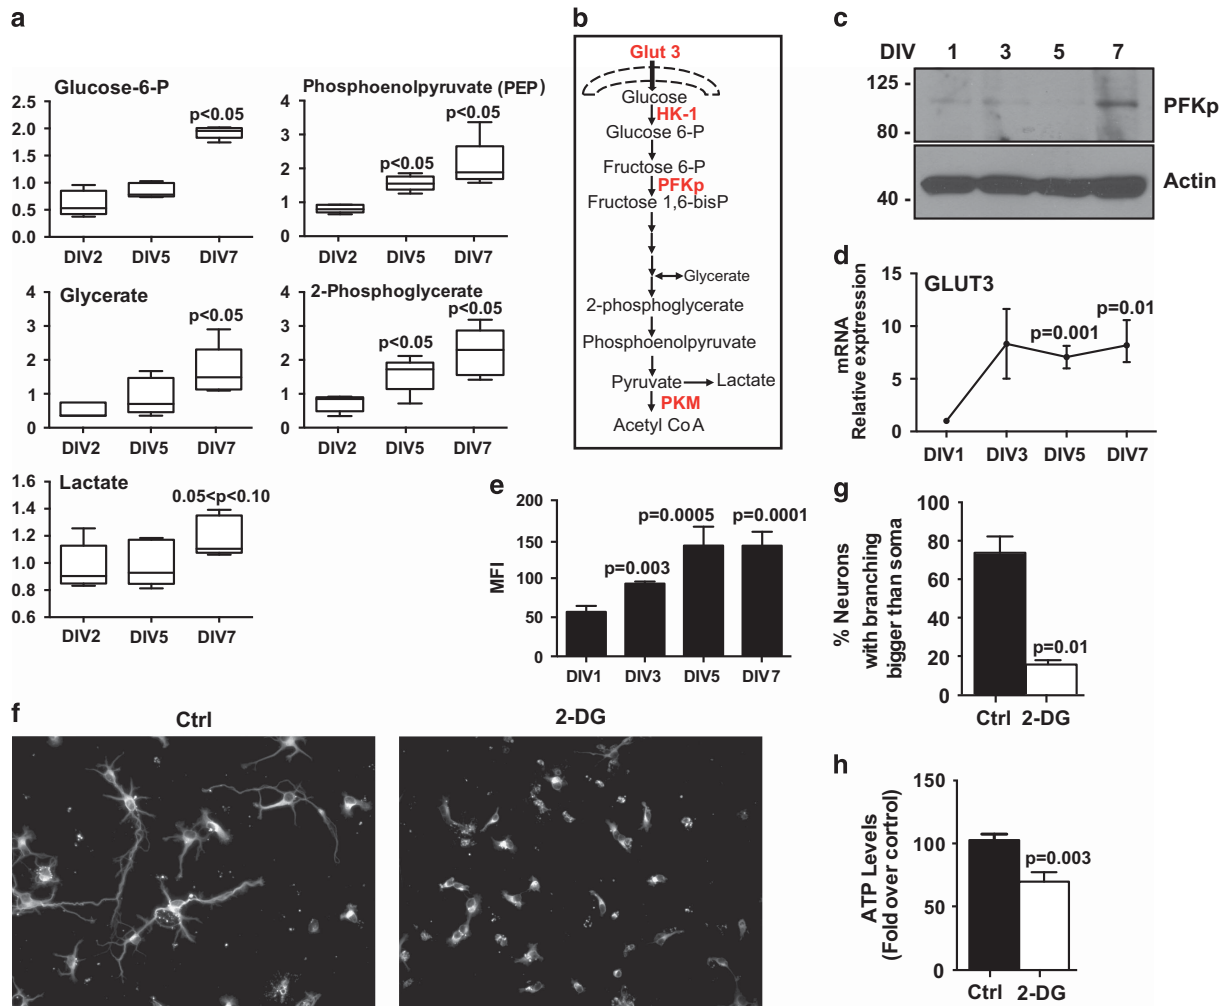 a
Glucose-6-P
2.5
2.0
1.5
1.0
0.5
0.0
p<0.05
DIV2 DIV5 DIV7
Phosphoenolpyruvate (PEP)
4
3
2
1
0
p<0.05
p<0.05
DIV2 DIV5 DIV7
Glycerate
4
3
2
1
0
p<0.05
DIV2 DIV5 DIV7
2-Phosphoglycerate
4
3
2
1
0
p<0.05
p<0.05
DIV2 DIV5 DIV7
Lactate
1.6
1.4
1.2
1.0
0.8
0.6
0.05<p<0.10
DIV2 DIV5 DIV7
b
Glut 3
Glucose
HK-1
Glucose 6-P
Fructose 6-P
PFKp
Fructose 1,6-bisP
Glycerate
2-phosphoglycerate
Phosphoenolpyruvate
Pyruvate Lactate
PKM
Acetyl CoA
c
DIV 1 3 5 7
125 -
80 -
PFKp
40 -
Actin
d
GLUT3
mRNA
Relative exptression
15
10
5
0
p=0.001
p=0.01
DIV1 DIV3 DIV5 DIV7
e
MFI
200
150
100
50
0
p=0.003
p=0.0005
p=0.0001
DIV1 DIV3 DIV5 DIV7
f
Ctrl
2-DG
g
% Neurons
with branching
bigger than soma
100
80
60
40
20
0
p=0.01
Ctrl 2-DG
h
ATP Levels
(Fold over control)
150
100
50
0
p=0.003
Ctrl 2-DG